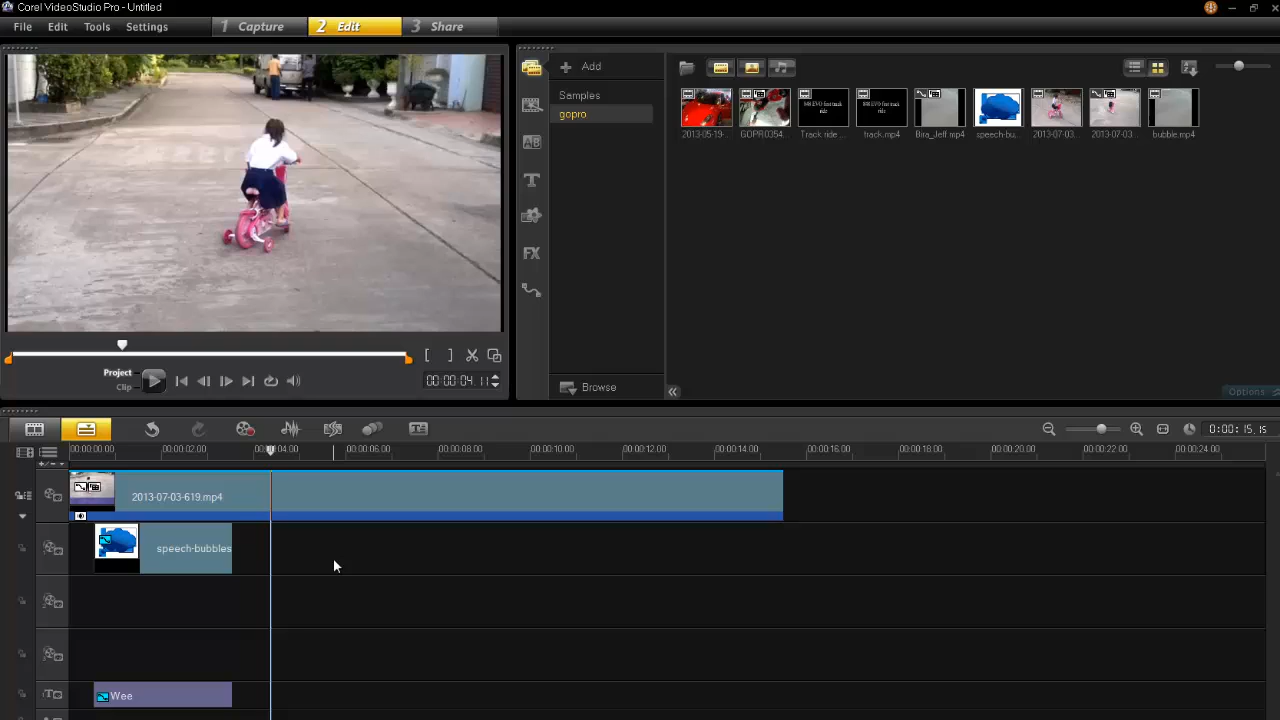 Corel VideoStudio Pro - Untitled
File Edit Tools Settings 1 Capture 2 Edit 3 Share
Add
Samples
gopro
Browse
2013-05-19-...
GOPR0354...
Track ride ...
track.mp4
Bira_Jeff.mp4
speech-bu...
2013-07-03...
2013-07-03...
bubble.mp4
Options
Project
Clip
00:00:04 11
0:00:15,15
00:00:00.00 00:00:02.00 00:00:04.00 00:00:06.00 00:00:08.00 00:00:10.00 00:00:12.00 00:00:14.00 00:00:16.00 00:00:18.00 00:00:20.00 00:00:22.00 00:00:24.00
2013-07-03-619.mp4
speech-bubbles
Wee